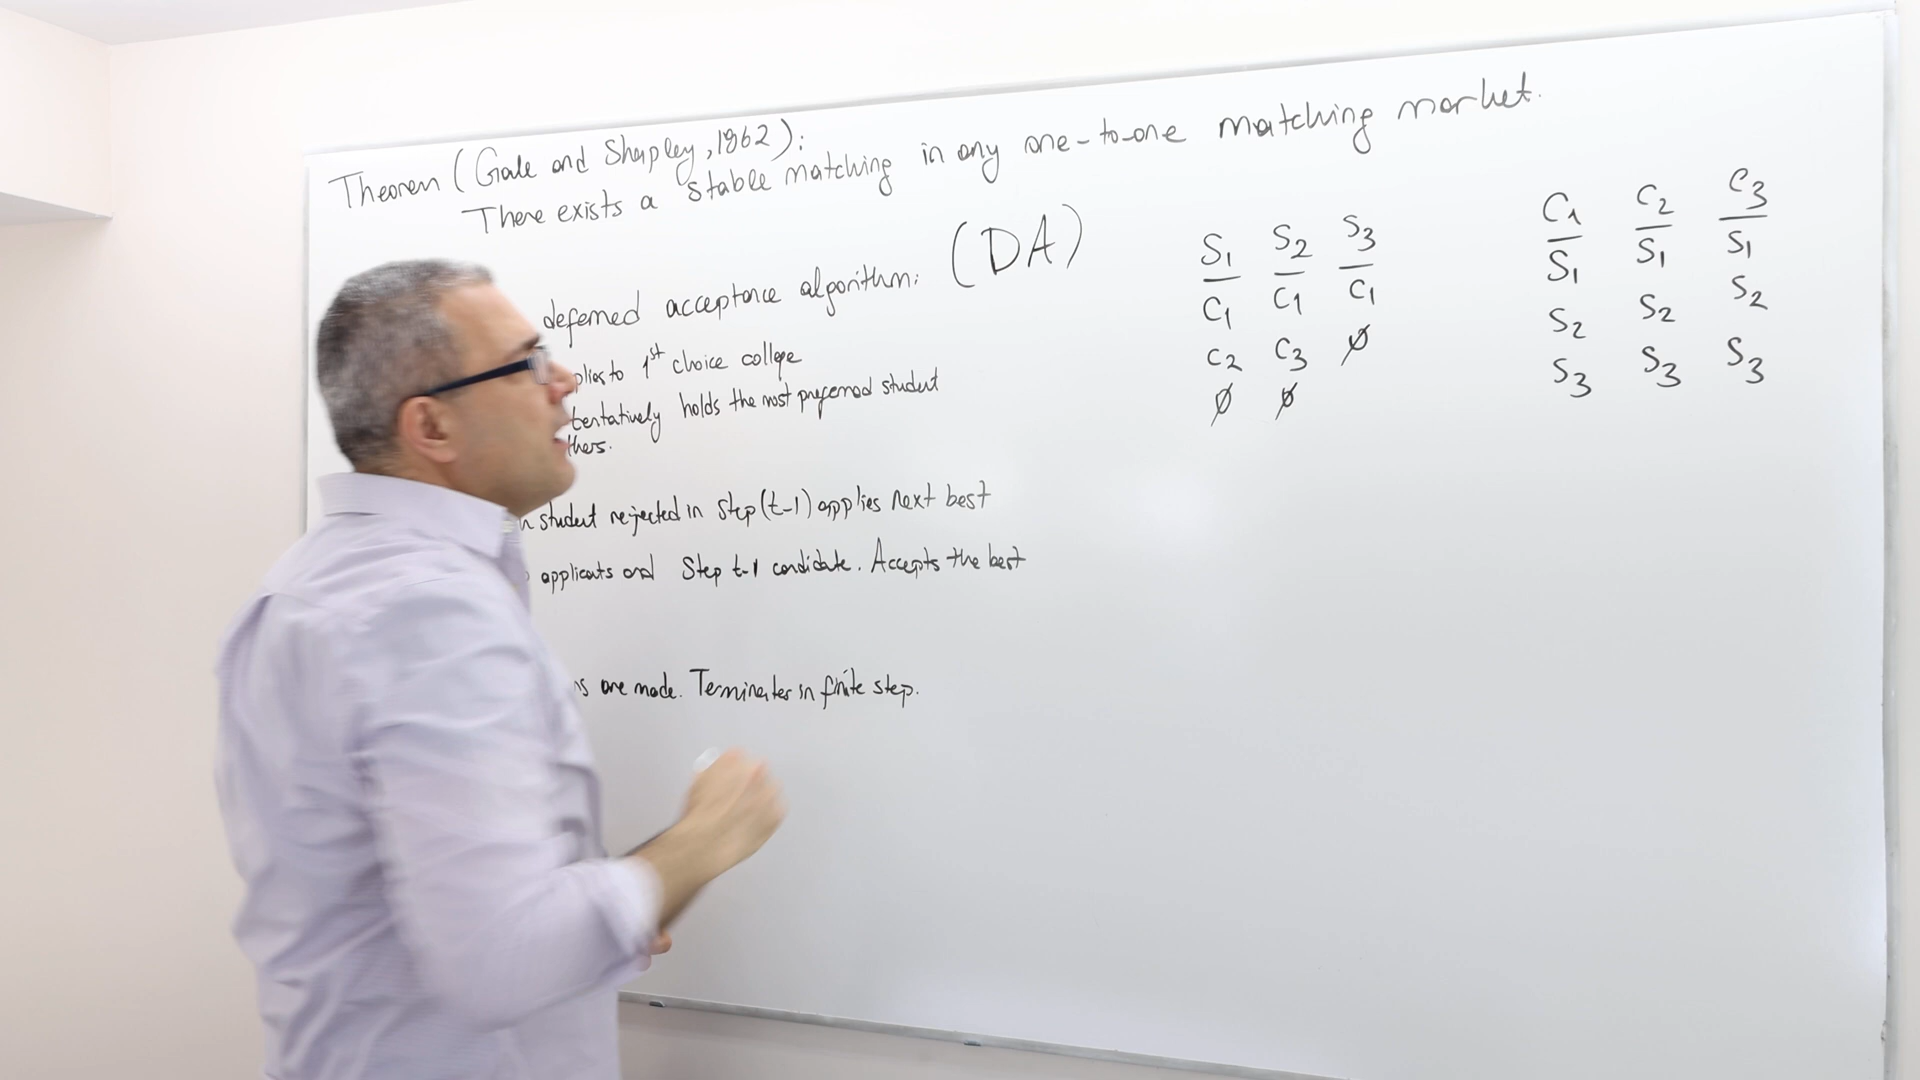 Theorem (Gale and Shapley, 1962):
There exists a stable matching in any one-to-one matching market.
deferred acceptance algorithm: (DA)
plies to 1st choice college
tentatively holds the most preferred student
thers.
student rejected in Step (t-1) applies next best
applicants and Step t-1 candidate. Accepts the best
ns are made. Terminates in finite step.
S1 S2 S3
C1 C1 C1
C2 C3 ∅
∅ ∅
C1 C2 C3
S1 S1 S1
S2 S2 S2
S3 S3 S3